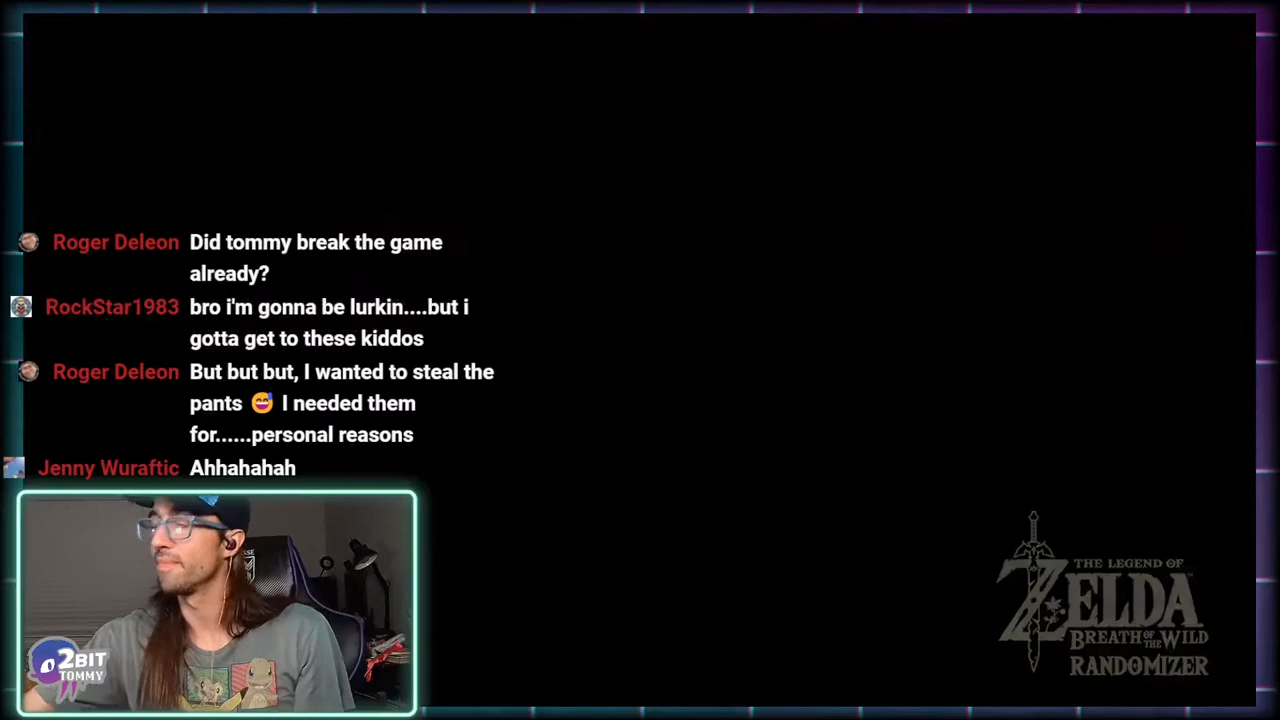 Roger Deleon Did tommy break the game
already?
RockStar1983 bro i'm gonna be lurkin....but i
gotta get to these kiddos
Roger Deleon But but but, I wanted to steal the
pants 😅 I needed them
for......personal reasons
Jenny Wuraftic Ahhahahah
2BIT
TOMMY
THE LEGEND OF
ZELDA
BREATH OF THE WILD
RANDOMIZER